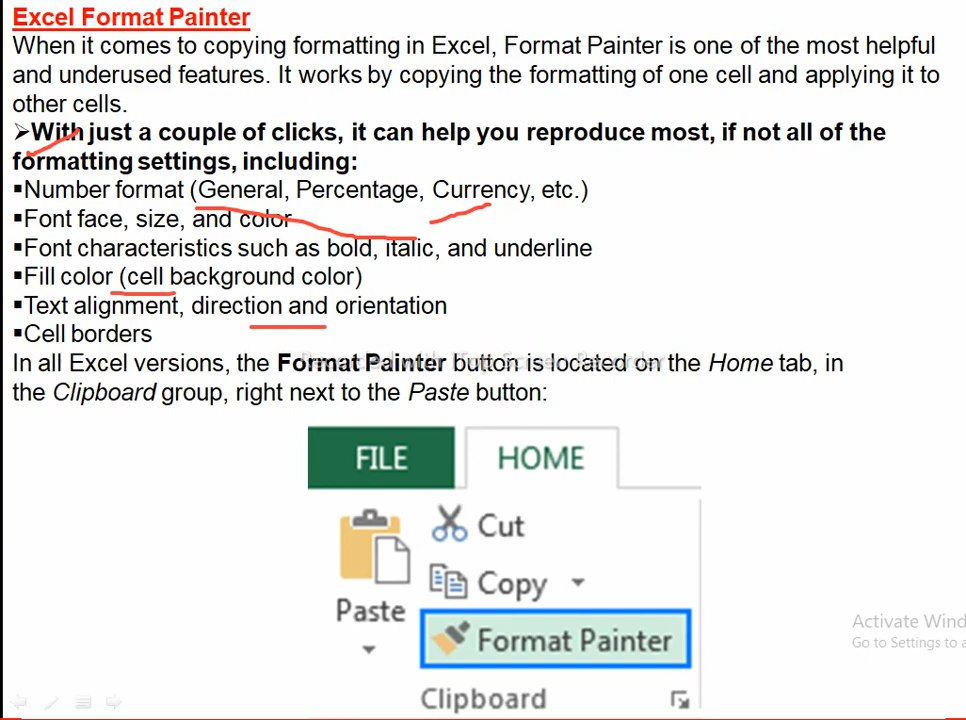 Excel Format Painter
When it comes to copying formatting in Excel, Format Painter is one of the most helpful
and underused features. It works by copying the formatting of one cell and applying it to
other cells.
➢With just a couple of clicks, it can help you reproduce most, if not all of the
formatting settings, including:
▪Number format (General, Percentage, Currency, etc.)
▪Font face, size, and color
▪Font characteristics such as bold, italic, and underline
▪Fill color (cell background color)
▪Text alignment, direction and orientation
▪Cell borders
In all Excel versions, the Format Painter button is located on the Home tab, in
the Clipboard group, right next to the Paste button:
Recorded with iTop Screen Recorder
FILE HOME
Cut
Copy
Paste
Format Painter
Clipboard
Activate Wind
Go to Settings to a